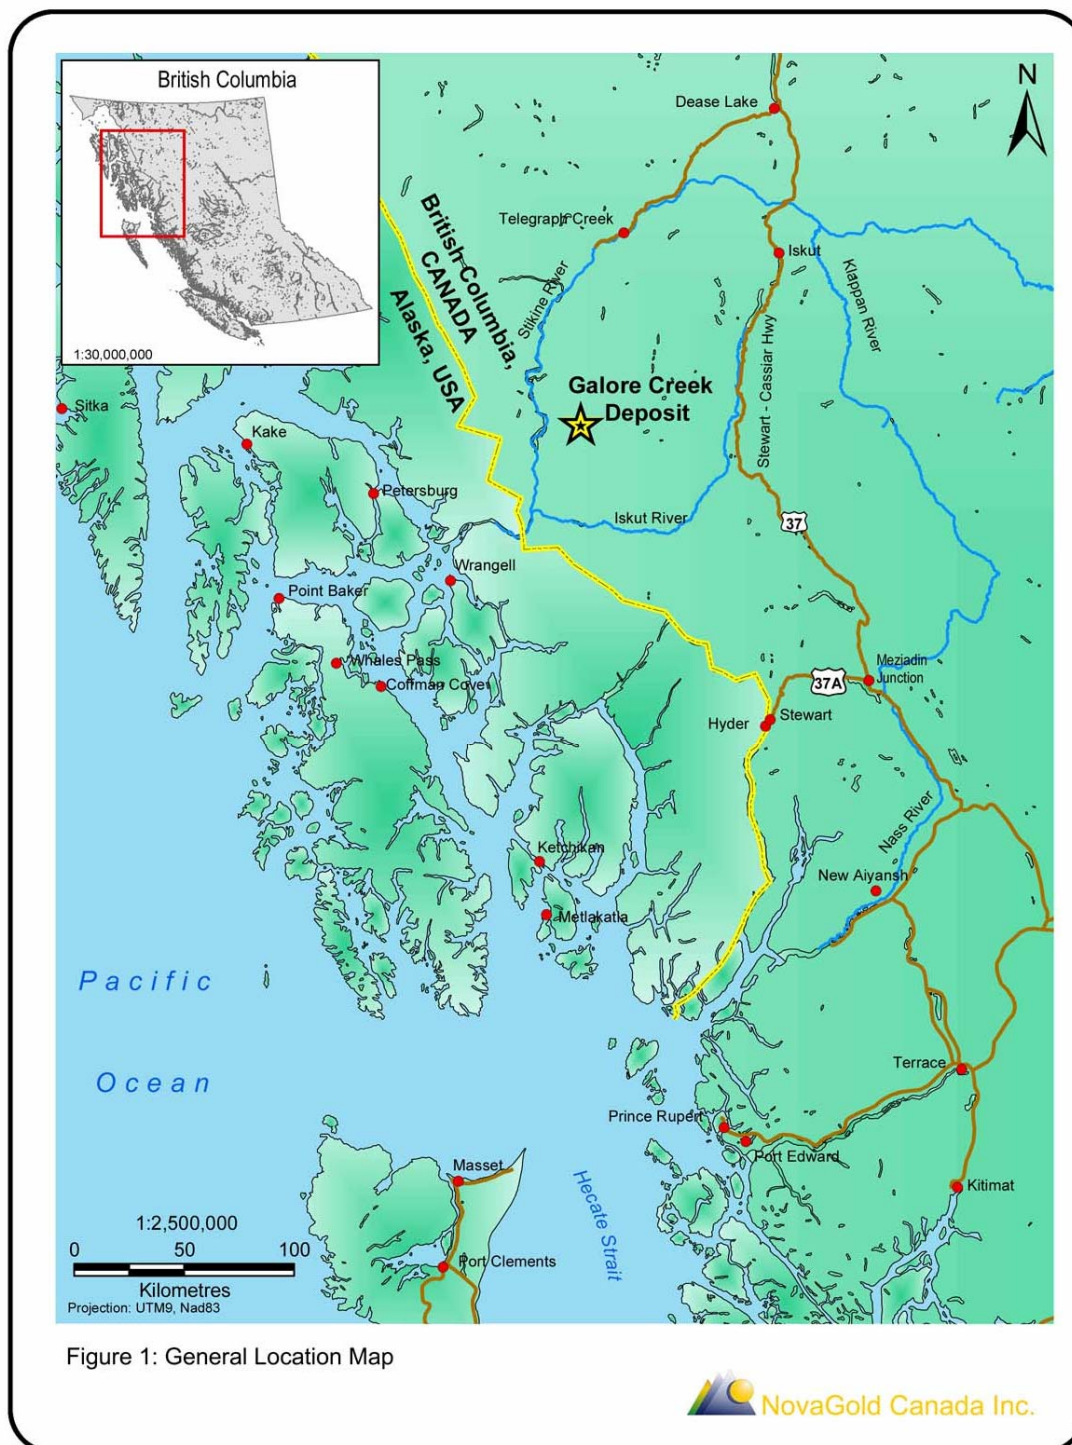 British Columbia
1:30,000,000
N
Dease Lake
Telegraph Creek
Iskut
British Columbia,
CANADA
Alaska, USA
Stikine River
Klappan River
Stewart - Cassiar Hwy
Galore Creek
Deposit
Sitka
Kake
Petersburg
Iskut River
37
Wrangell
Point Baker
Whales Pass
Coffman Cove
Meziadin
Junction
37A
Stewart
Hyder
Nass River
Ketchikan
New Aiyansh
Metlakatla
Pacific
Ocean
Terrace
Prince Rupert
Port Edward
Masset
Hecate Strait
Kitimat
1:2,500,000
0 50 100
Kilometres
Port Clements
Projection: UTM9, Nad83
Figure 1: General Location Map
NovaGold Canada Inc.